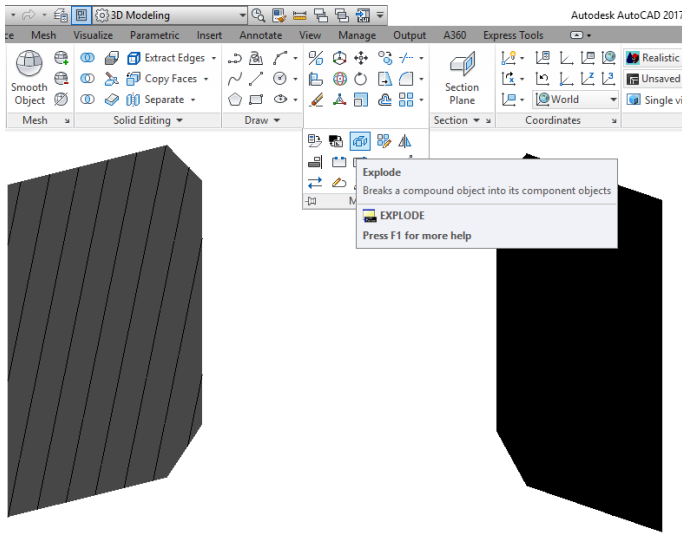 3D Modeling
Autodesk AutoCAD 2017
ce Mesh Visualize Parametric Insert Annotate View Manage Output A360 Express Tools
Extract Edges
Realistic
Smooth Object
Copy Faces
Section Plane
Unsaved
Separate
World
Single vi
Mesh Solid Editing Draw Section Coordinates
M
Explode
Breaks a compound object into its component objects
EXPLODE
Press F1 for more help